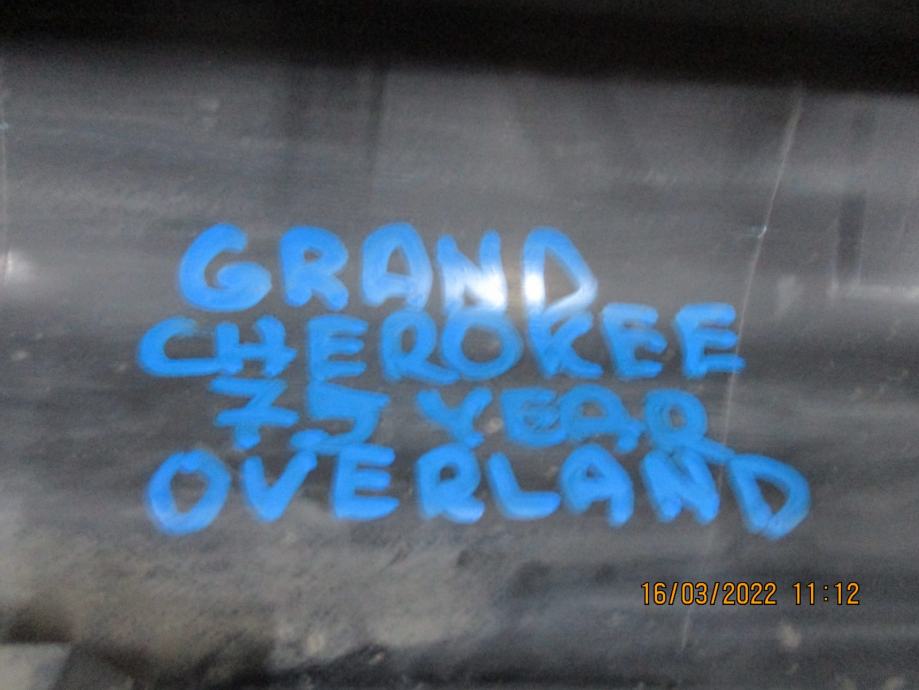 GRAND
CHEROKEE
75 YEAR
OVERLAND
16/03/2022 11:12